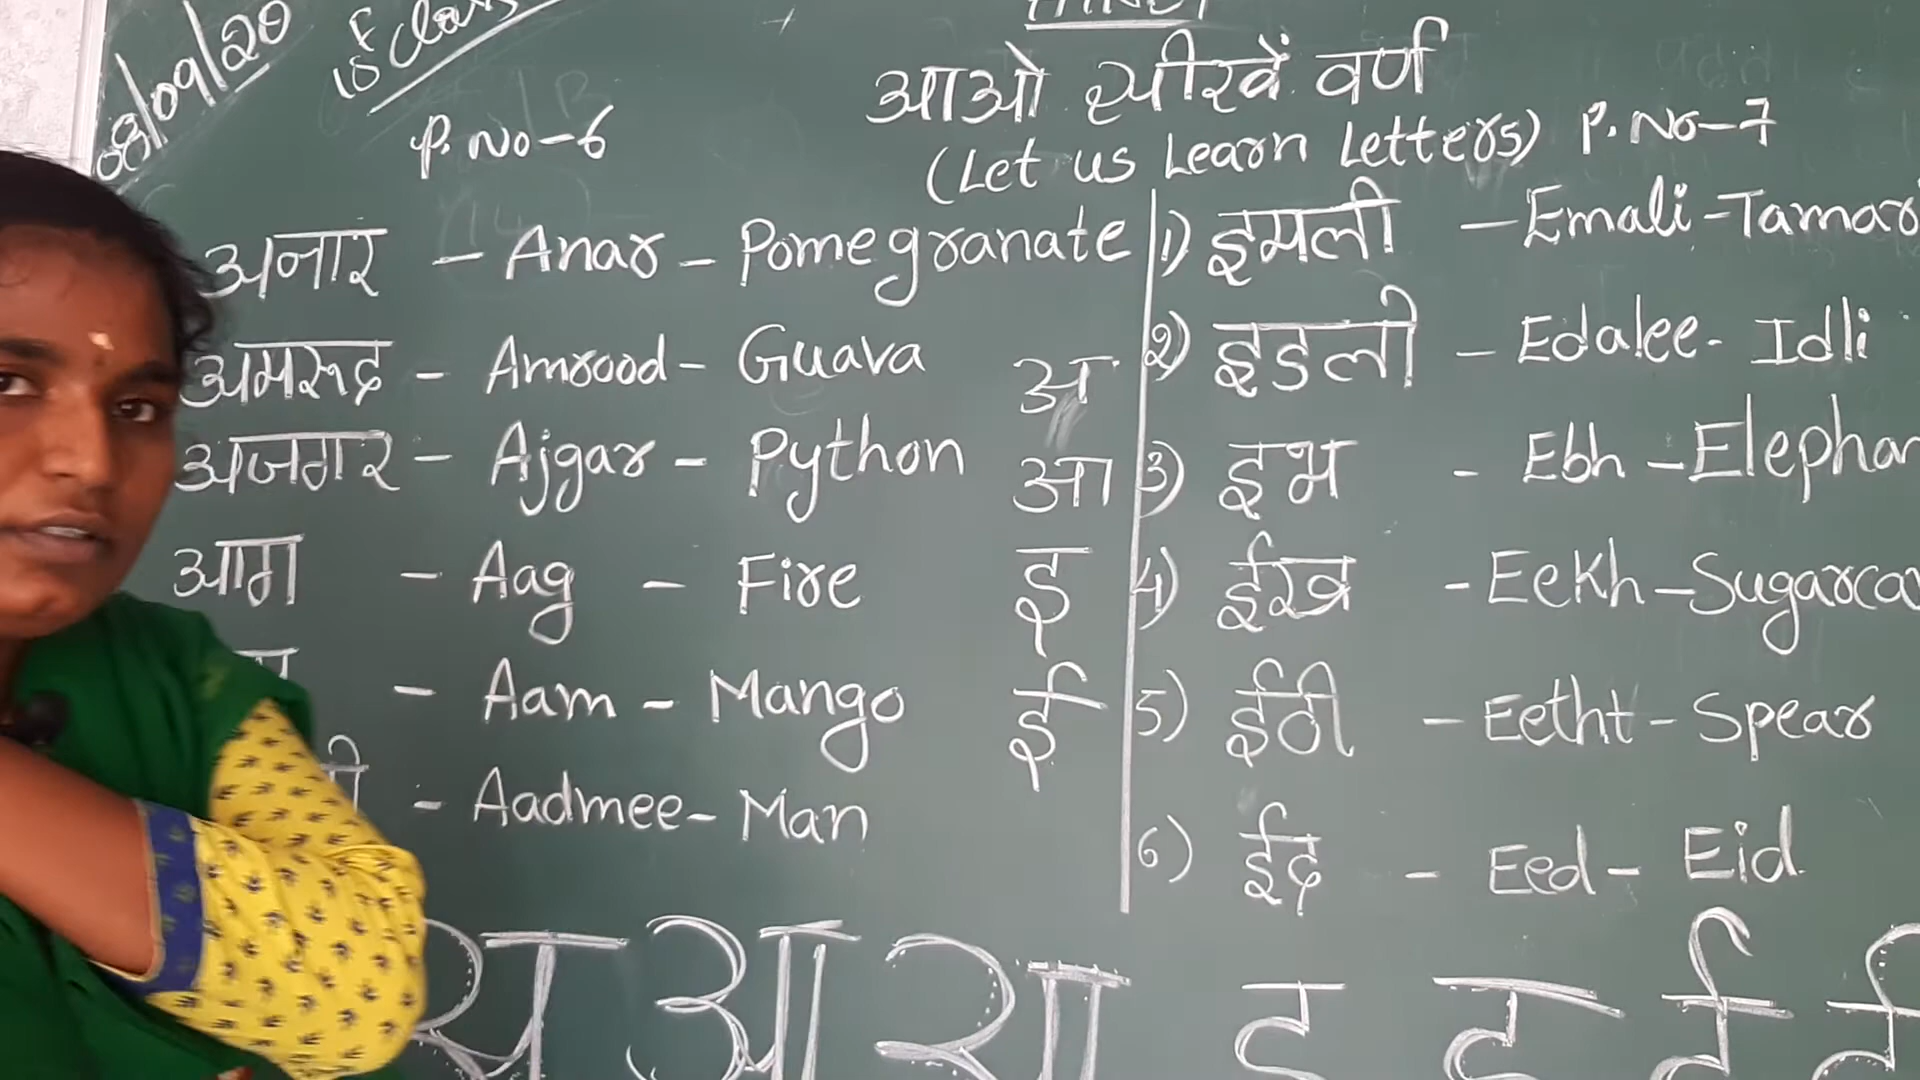 08/09/20
class
आओ सीखें वर्ण
(Let us Learn Letters) P. No-7
P. No-6
अनार - Anar - Pomegranate
अमरूद - Amrood - Guava
अजगर - Ajgar - Python
आग - Aag - Fire
- Aam - Mango
- Aadmee - Man
अ
आ
इ
ई
1) इमली - Emali - Tamar
2) इडली - Edalee - Idli
3) इभ - Ebh - Elephan
4) ईख - Eekh - Sugarcan
5) ईठी - Eetht - Spear
6) ईद - Eed - Eid